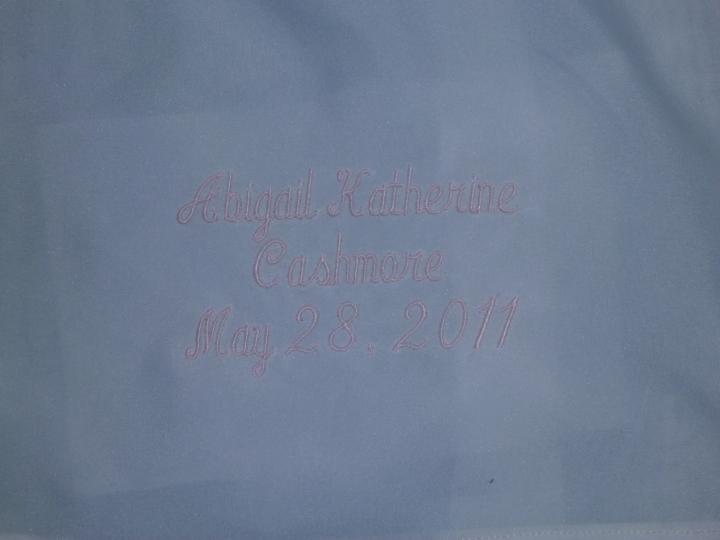 Abigail Katherine
Cashmore
May 28, 2011